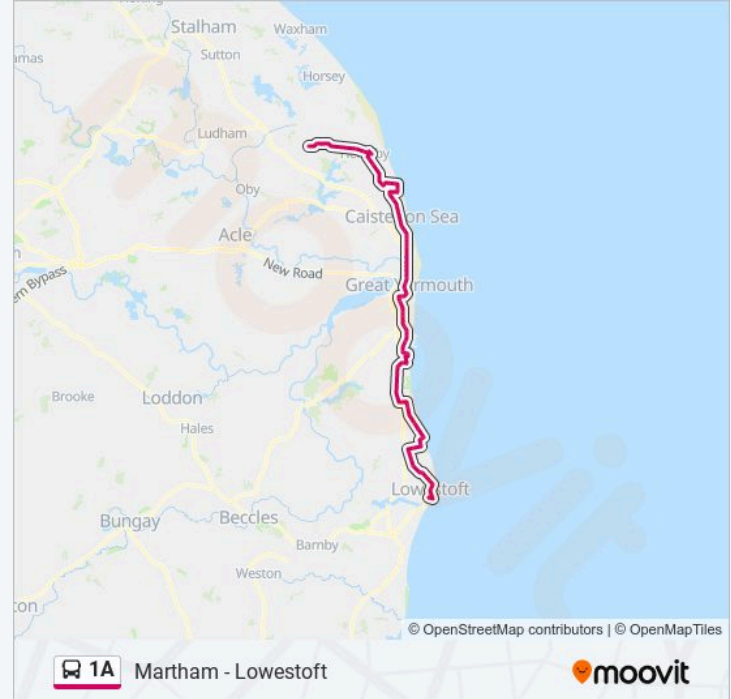 Stalham
Waxham
Sutton
Horsey
Ludham
Oby
Caister on Sea
Acle
New Road
Great Yarmouth
Brooke
Loddon
Hales
Lowestoft
Bungay
Beccles
Barnby
Weston
© OpenStreetMap contributors | © OpenMapTiles
1A Martham - Lowestoft
moovit